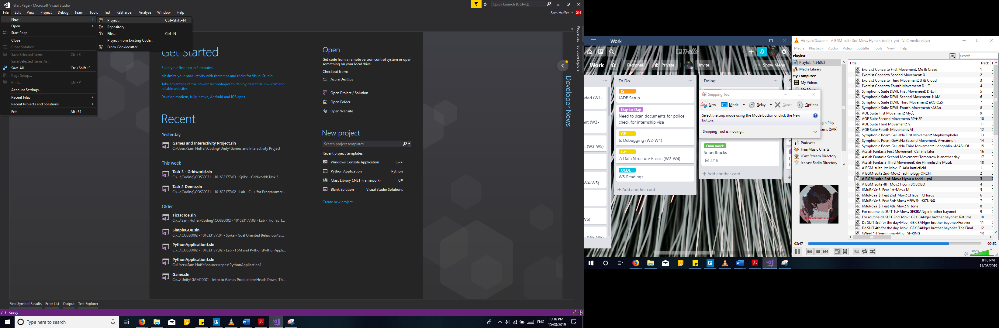 Start Page - Microsoft Visual Studio
Quick Launch (Ctrl+Q)
File Edit View Project Debug Team Tools Test ReSharper Analyze Window Help
Sam Huffer SH
New
Open
Start Page
Close
Close Solution
Save Selected Items Ctrl+S
Save Selected Items As...
Save All Ctrl+Shift+S
Page Setup...
Print... Ctrl+P
Account Settings...
Recent Files
Recent Projects and Solutions
Exit Alt+F4
Project... Ctrl+Shift+N
Repository...
File... Ctrl+N
Project From Existing Code...
From Cookiecutter...
Get started
Build your first app in 5 minutes!
Maximize your productivity with these tips and tricks for Visual Studio
Take advantage of the newest technologies to deploy beautiful, low-cost and
reliable websites
Develop modern, fully-native, Android and iOS apps
Recent
Yesterday
Games and Interactivity Project.sln
C:\Users\Sam Huffer\Coding\Unity\Games and Interactivity Project
This week
Task 3 - Gridworld.sln
C:\...\Coding\COS30031 - 101633177\03 - Spike - Gridworld\Task 3 -...
Task 2 Demo.sln
C:\...\Coding\COS30031 - 101633177\02 - Lab - C++ for Programmer...
Older
TicTacToe.sln
C:\...\Sam Huffer\Coding\COS30002 - 101633177\03 - Lab - Tic Tac T...
SimpleGOB.sln
C:\...\COS30002 - 101633177\04 - Spike - Goal Oriented Behaviour\Si...
PythonApplication1.sln
C:\...\COS30002 - 101633177\02 - Lab - FSM and Python\PythonAppli...
PythonApplication1.sln
C:\Users\Sam Huffer\source\repos\PythonApplication1
Game.sln
C:\...\Unity\GAM20001 - Intro to Games Production\Heads Down, Th...
Open
Get code from a remote version control system or open
something on your local drive.
Checkout from:
Azure DevOps
Open Project / Solution
Open Folder
Open Website
New project
Search project templates
Recent project templates:
Windows Console Application C++
Python Application Python
Class Library (.NET Framework) C#
Blank Solution Visual Studio Solutions
Create new project...
Developer News
Properties
Solution Explorer
Find Symbol Results Error List Output Test Explorer
Ready
Type here to search
ENG
8:16 PM
15/08/2019
Work
Trello
Work Personal Private Invite Show Menu
To Do
IS
JADE Setup
Day-to-Day
Need to scan documents for police
check for internship visa
GP
6: Debugging (W2-W4)
GP
7: Data Structure Basics (W2-W4)
UCDE
W3 Readings
+ Add another card
Doing
Own work
Soundtracks
2/16
+ Add another card
aded (W1-
ent (W3-
t (W3-W5)
W4-W5)
W6)
Snipping Tool
New Mode Delay Cancel Options
Select the snip mode using the Mode button or click the New
button.
Snipping Tool is moving...
Hiroyuki Sawano - A BGM-suite 3rd-Mov.: Hyou × (odd + yo) - VLC media player
Media Playback Audio Video Subtitle Tools View Help
Playlist
Search
Playlist [4:34:02]
Media Library
My Computer
My Videos
My Music
ug'n'Play
eams (SAP)
Podcasts
Free Music Charts
iCast Stream Directory
Icecast Radio Directory
BLUE EXORCIST
Title Track
Exorcist Concerto First Movement: Me & Creed 1
Exorcist Concerto Second Movement: X 2
Exorcist Concerto Third Movement: U & Cloud 3
Exorcist Concerto Fourth Movement: D＋T 4
Symphonic Suite DEVIL First Movement: D-Evil 5
Symphonic Suite DEVIL Second Movement: i-AM 6
Symphonic Suite DEVIL Third Movement: éXORCiST 7
Symphonic Suite DEVIL Fourth Movement: sA†An 8
AOE Suite First Movement: My☆ 9
AOE Suite Second Movement: 5P＋3P 10
AOE Suite Third Movement: i9 11
AOE Suite Fourth Movement: AI 12
Symphonic Poem GeHeNa First Movement: Mephistopheles 13
Symphonic Poem GeHeNa Second Movement: A-maimon 14
Symphonic Poem GeHeNa Third Movement: Hobgoblin→MASHOU 15
Assiah Fantasia First Movement: Call me later 16
Assiah Fantasia Second Movement: Tomorrow is another day 17
Assiah Fantasia Third Movement: die Himmlische Musik 18
A BGM-suite 1st-Mov.: E-Aria battlefield 1
A BGM-suite 2nd-Mov.: Technology ORCH. 2
A BGM-suite 3rd-Mov.: Hyou × (odd + yo) 3
A BGM-suite 4th-Mov.: I-com BOBOBO 4
IiMuRoYa-$. Feat 1st-Mov.: M 5
IiMuRoYa-$. Feat 2nd-Mov.: CHaos＋CHorus 6
IiMuRoYa-$. Feat 3rd-Mov.: HEiW@→KiZUN@ 7
IiMuRoYa-$. Feat 4th-Mov.: N-tone 8
For routine de SUIT 1st-Mov.: GEKIBANger brother bayonet 9
For routine de SUIT 2nd-Mov.: GEKIBANger brother bayonet-Returns 10
De SUIT 3rd for the day-Mov.: GEKIBANger brother bayonet-Forever 11
De SUIT 4th for the day-Mov.: GEKIBANger brother bayonet-The Final 12
SWeet 1st Symphony-Mov.: St-RING 13
03:47 -00:52
100%
8:16 PM
15/08/2019